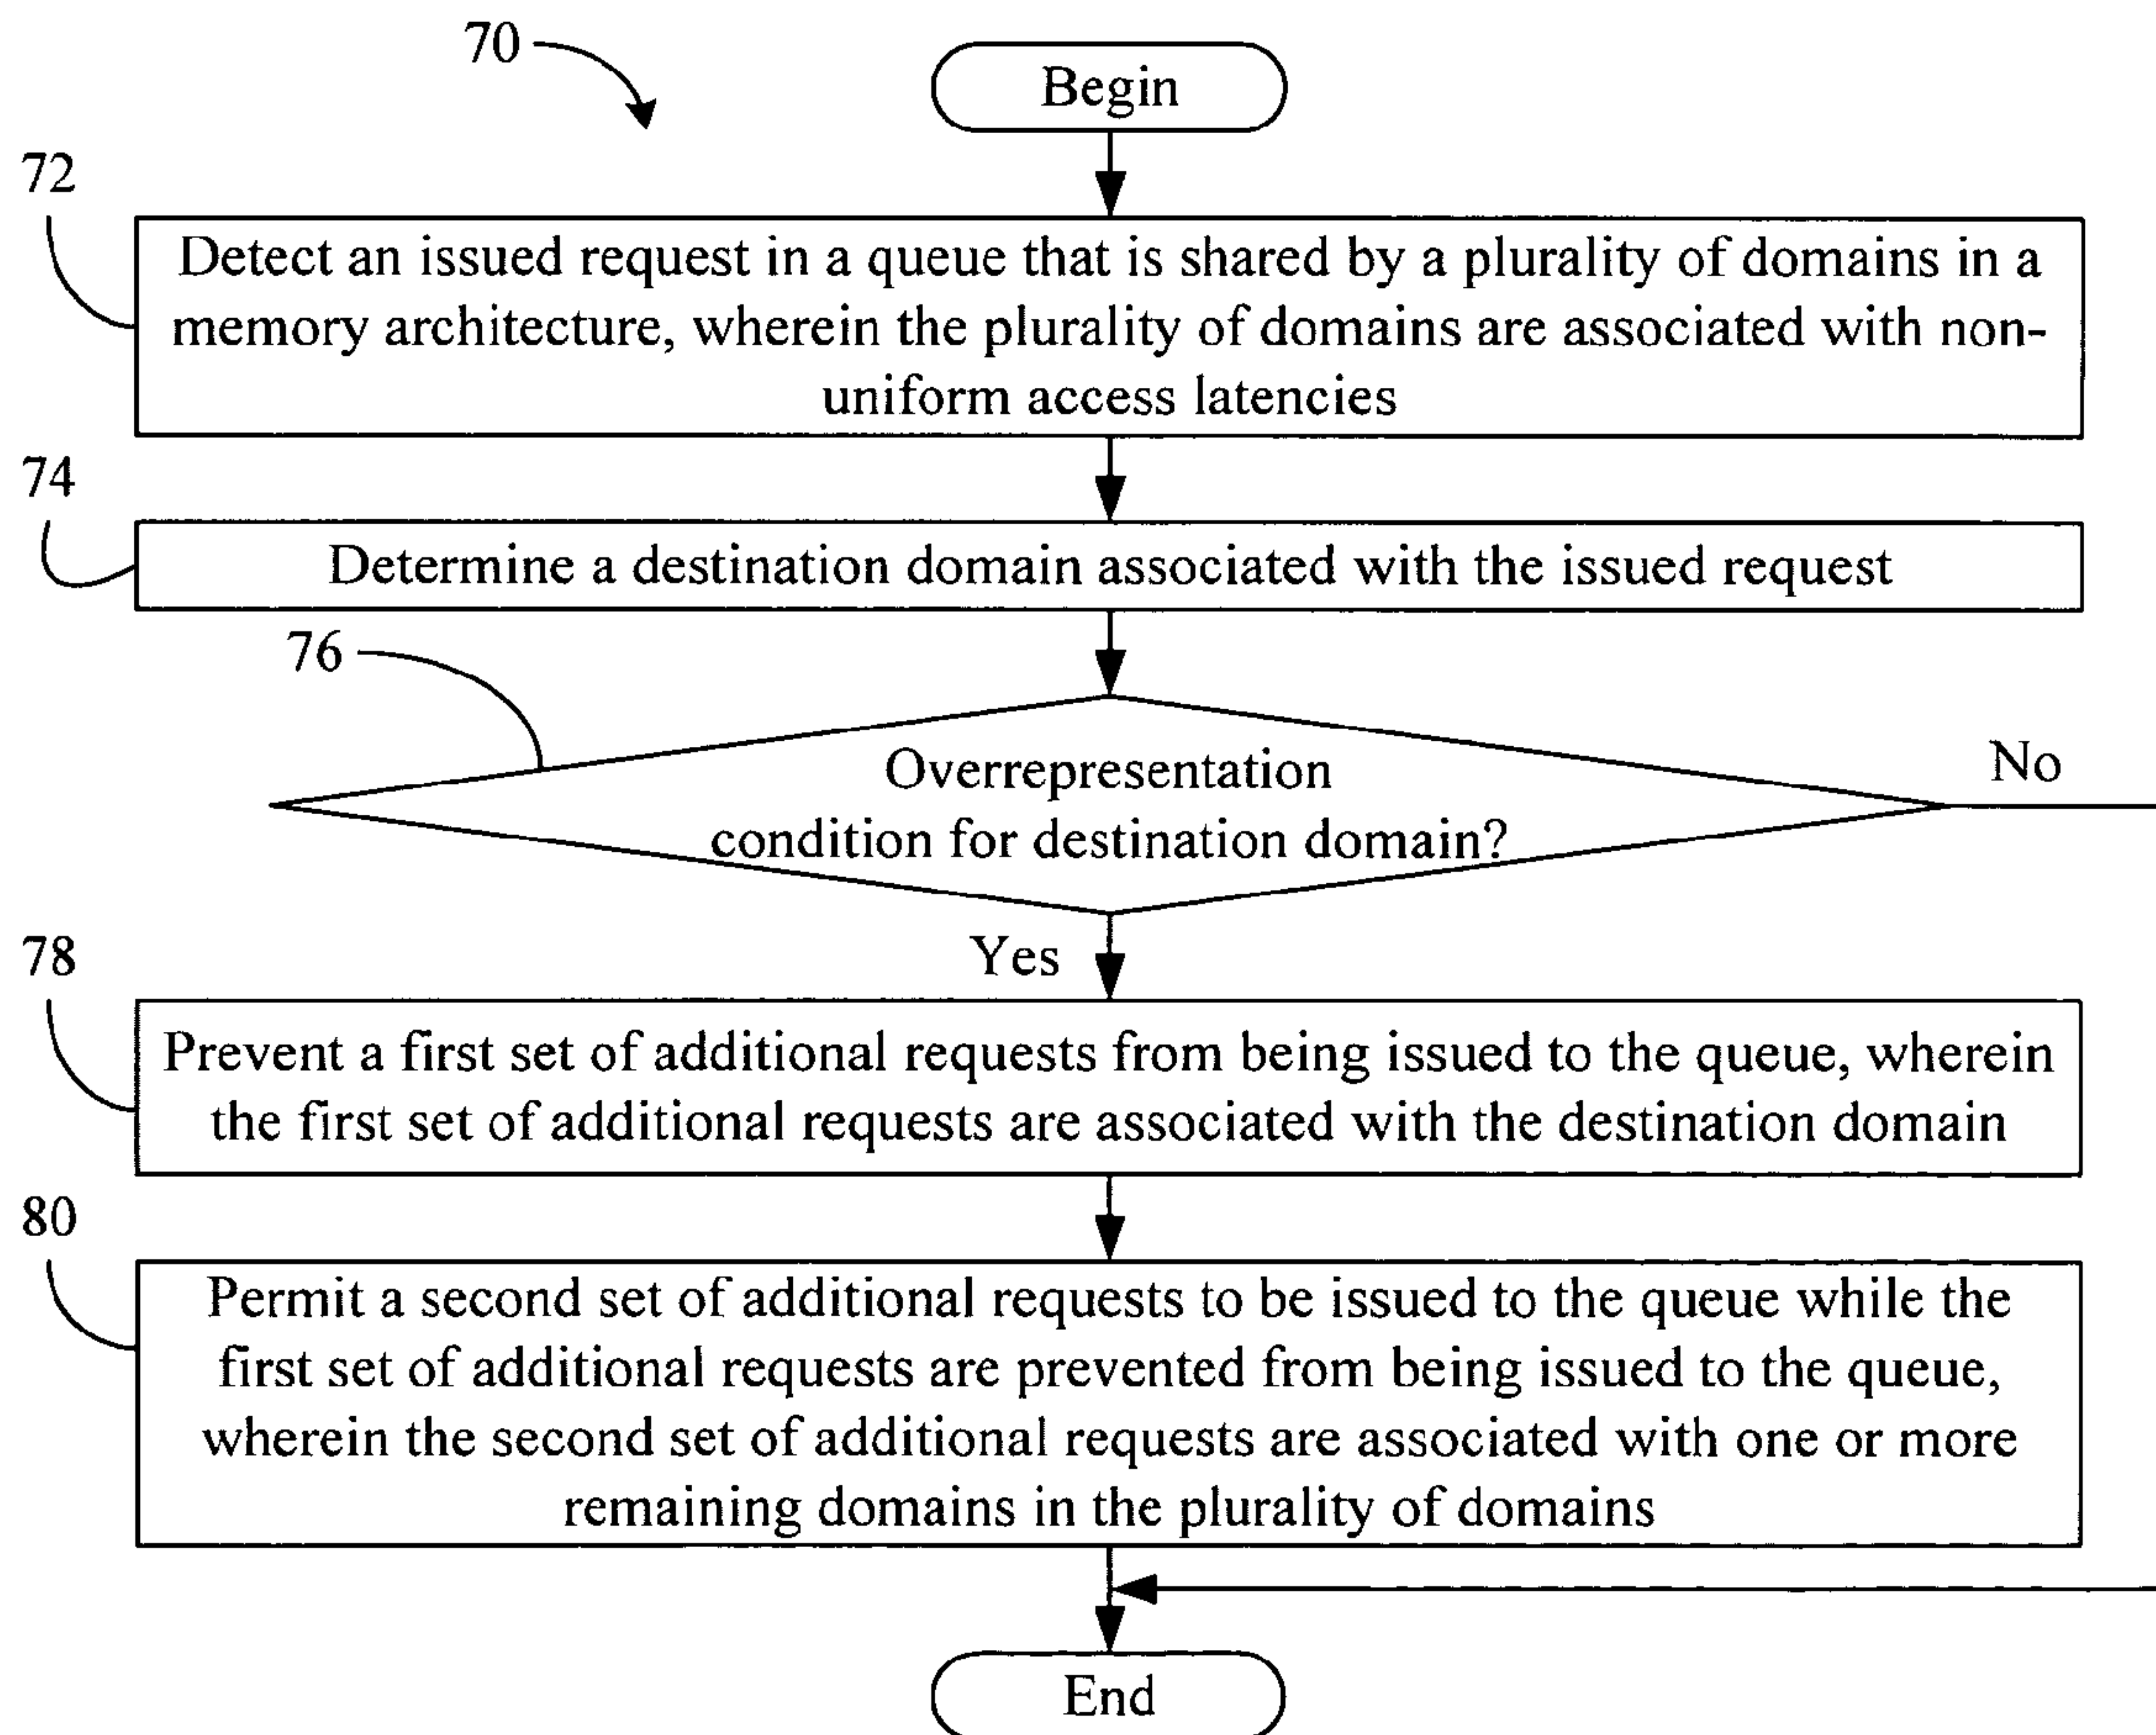 70
Begin
72
Detect an issued request in a queue that is shared by a plurality of domains in a
memory architecture, wherein the plurality of domains are associated with non-
uniform access latencies
74
Determine a destination domain associated with the issued request
76
Overrepresentation
condition for destination domain?
No
Yes
78
Prevent a first set of additional requests from being issued to the queue, wherein
the first set of additional requests are associated with the destination domain
80
Permit a second set of additional requests to be issued to the queue while the
first set of additional requests are prevented from being issued to the queue,
wherein the second set of additional requests are associated with one or more
remaining domains in the plurality of domains
End